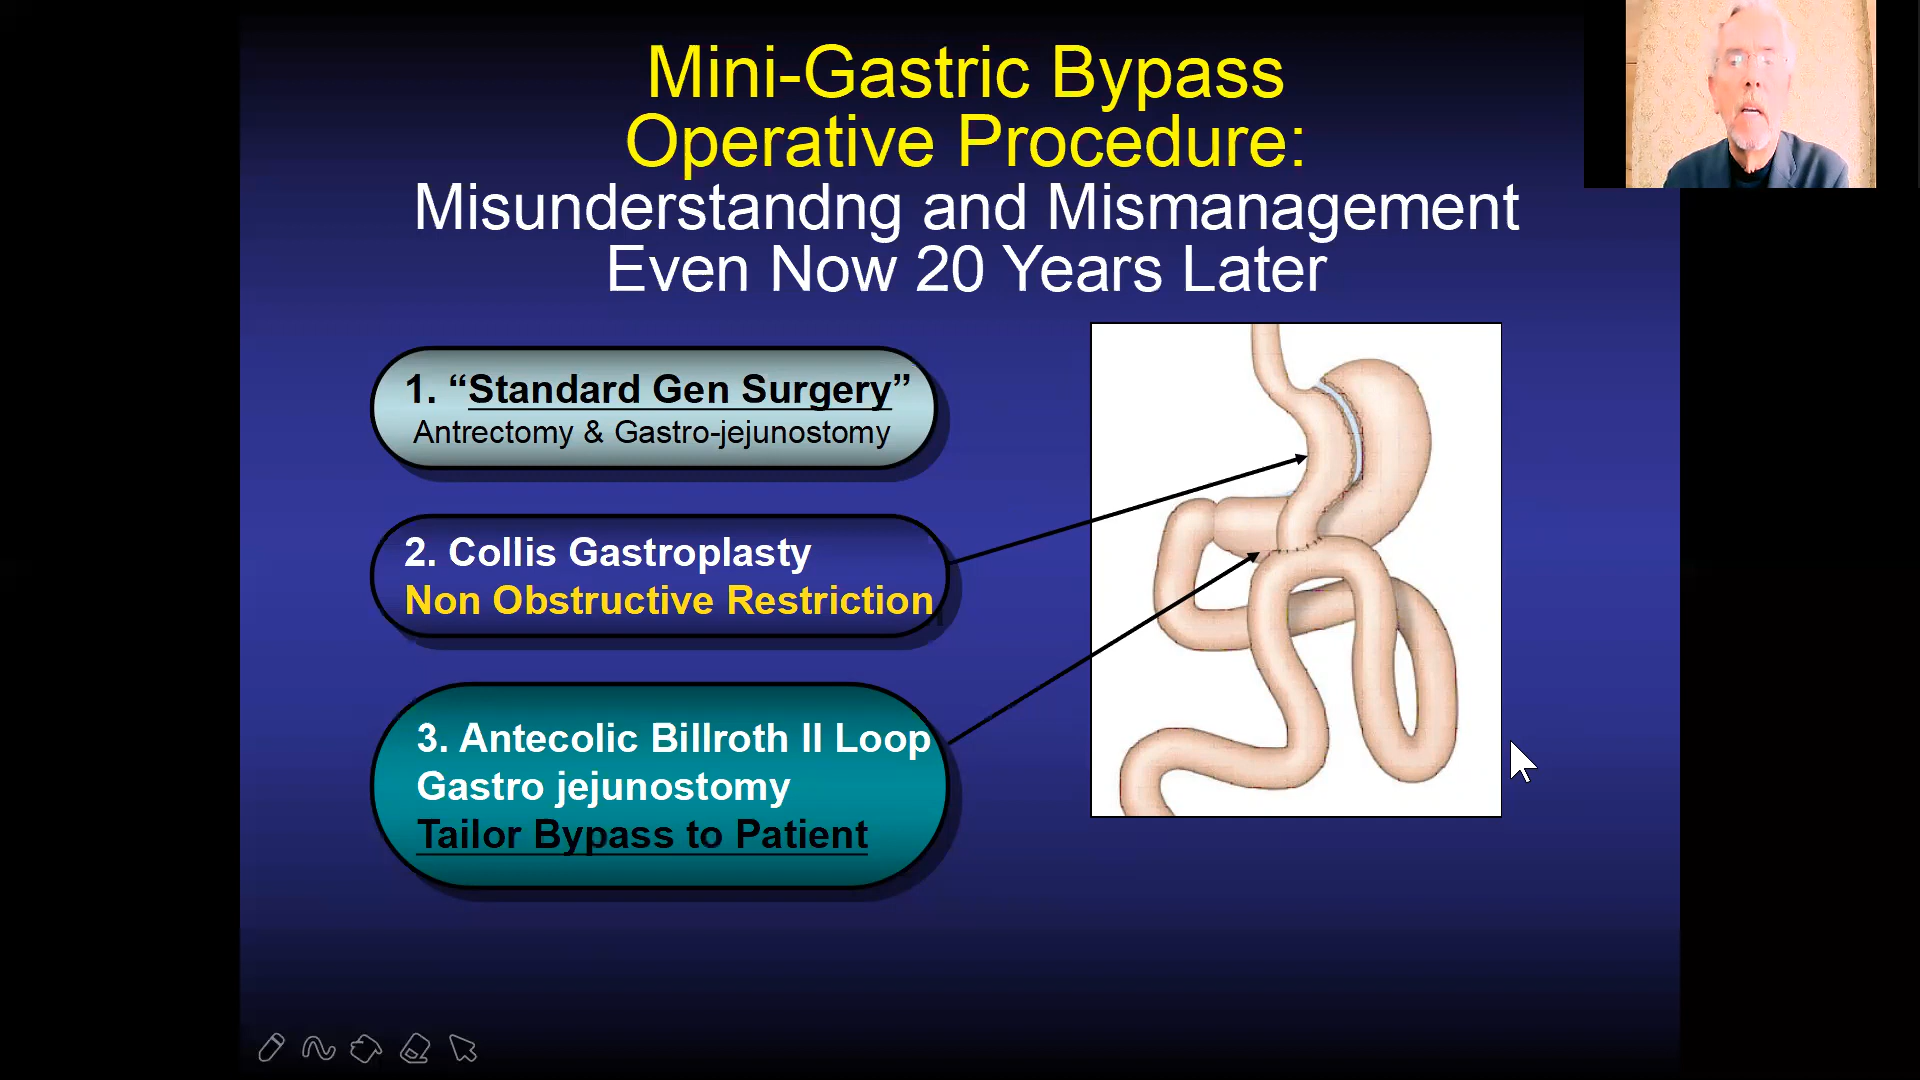 Mini-Gastric Bypass
Operative Procedure:
Misunderstandng and Mismanagement
Even Now 20 Years Later
1. “Standard Gen Surgery”
Antrectomy & Gastro-jejunostomy
2. Collis Gastroplasty
Non Obstructive Restriction
3. Antecolic Billroth II Loop
Gastro jejunostomy
Tailor Bypass to Patient